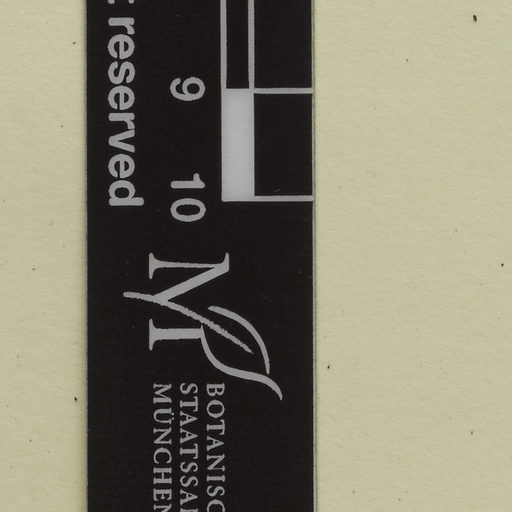 t reserved
9 10
M
BOTANISC
STAATSSA
MÜNCHEN